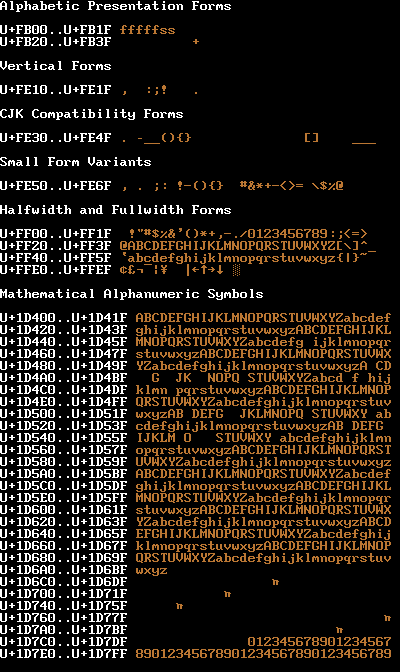 Alphabetic Presentation Forms
U+FB00..U+FB1F fffffss
U+FB20..U+FB3F          +
Vertical Forms
U+FE10..U+FE1F ,  :;!   .
CJK Compatibility Forms
U+FE30..U+FE4F . -__(){}              []    ___
Small Form Variants
U+FE50..U+FE6F , . ;: !-(){}  #&*+-<>= \$%@
Halfwidth and Fullwidth Forms
U+FF00..U+FF1F  !"#$%&'()*+,-./0123456789:;<=>
U+FF20..U+FF3F @ABCDEFGHIJKLMNOPQRSTUVWXYZ[\]^_
U+FF40..U+FF5F `abcdefghijklmnopqrstuvwxyz{|}~
U+FFE0..U+FFEF ¢£¬¯¦¥  |←↑→↓ ░
Mathematical Alphanumeric Symbols
U+1D400..U+1D41F ABCDEFGHIJKLMNOPQRSTUVWXYZabcdef
U+1D420..U+1D43F ghijklmnopqrstuvwxyzABCDEFGHIJKL
U+1D440..U+1D45F MNOPQRSTUVWXYZabcdefg ijklmnopqr
U+1D460..U+1D47F stuvwxyzABCDEFGHIJKLMNOPQRSTUVWX
U+1D480..U+1D49F YZabcdefghijklmnopqrstuvwxyzA CD
U+1D4A0..U+1D4BF   G  JK  NOPQ STUVWXYZabcd f hij
U+1D4C0..U+1D4DF klmn pqrstuvwxyzABCDEFGHIJKLMNOP
U+1D4E0..U+1D4FF QRSTUVWXYZabcdefghijklmnopqrstuv
U+1D500..U+1D51F wxyzAB DEFG  JKLMNOPQ STUVWXY ab
U+1D520..U+1D53F cdefghijklmnopqrstuvwxyzAB DEFG
U+1D540..U+1D55F IJKLM O   STUVWXY abcdefghijklmn
U+1D560..U+1D57F opqrstuvwxyzABCDEFGHIJKLMNOPQRST
U+1D580..U+1D59F UVWXYZabcdefghijklmnopqrstuvwxyz
U+1D5A0..U+1D5BF ABCDEFGHIJKLMNOPQRSTUVWXYZabcdef
U+1D5C0..U+1D5DF ghijklmnopqrstuvwxyzABCDEFGHIJKL
U+1D5E0..U+1D5FF MNOPQRSTUVWXYZabcdefghijklmnopqr
U+1D600..U+1D61F stuvwxyzABCDEFGHIJKLMNOPQRSTUVWX
U+1D620..U+1D63F YZabcdefghijklmnopqrstuvwxyzABCD
U+1D640..U+1D65F EFGHIJKLMNOPQRSTUVWXYZabcdefghij
U+1D660..U+1D67F klmnopqrstuvwxyzABCDEFGHIJKLMNOP
U+1D680..U+1D69F QRSTUVWXYZabcdefghijklmnopqrstuv
U+1D6A0..U+1D6BF wxyz
U+1D6C0..U+1D6DF                  π
U+1D700..U+1D71F            π
U+1D740..U+1D75F      π
U+1D760..U+1D77F                                π
U+1D7A0..U+1D7BF                          π
U+1D7C0..U+1D7DF               012345678901234567
U+1D7E0..U+1D7FF 89012345678901234567890123456789